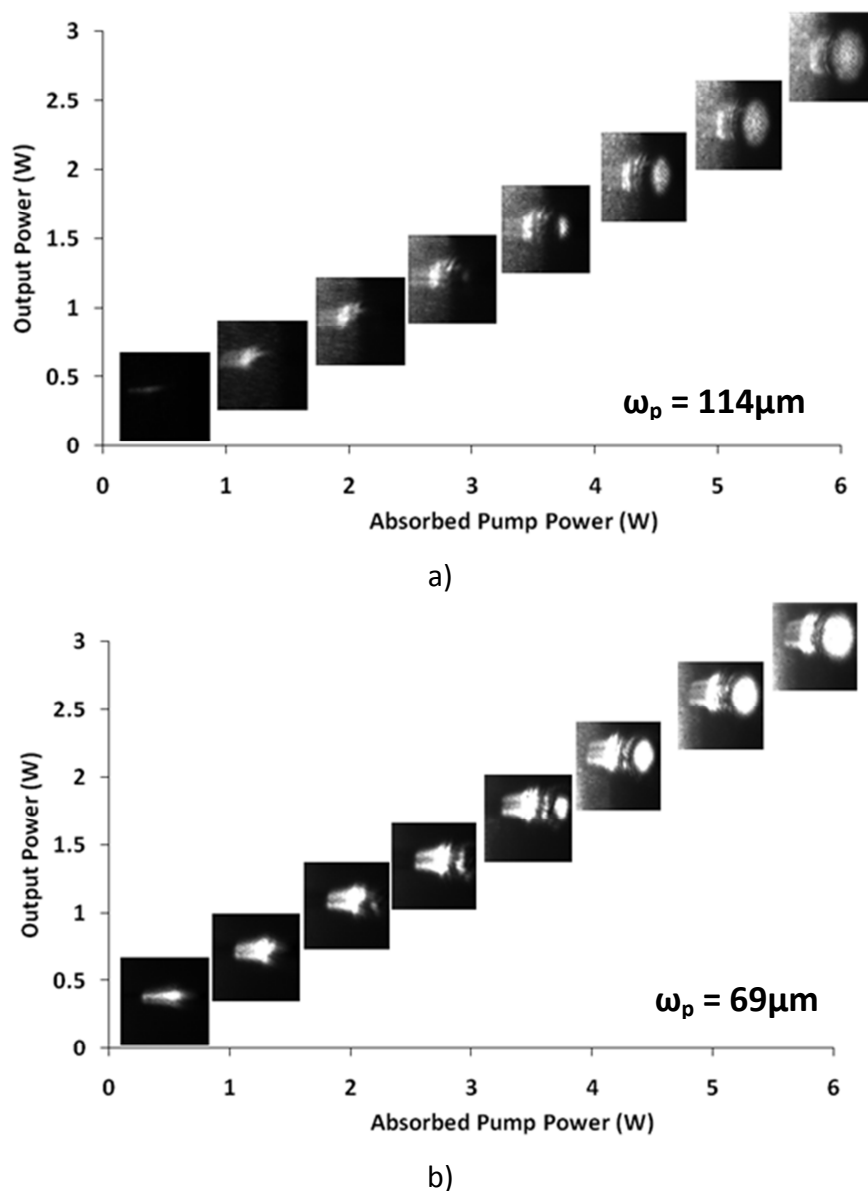 3
2.5
2
1.5
1
0.5
0
Output Power (W)
ωp = 114μm
0 1 2 3 4 5 6
Absorbed Pump Power (W)
a)
3
2.5
2
1.5
1
0.5
0
Output Power (W)
ωp = 69μm
0 1 2 3 4 5 6
Absorbed Pump Power (W)
b)